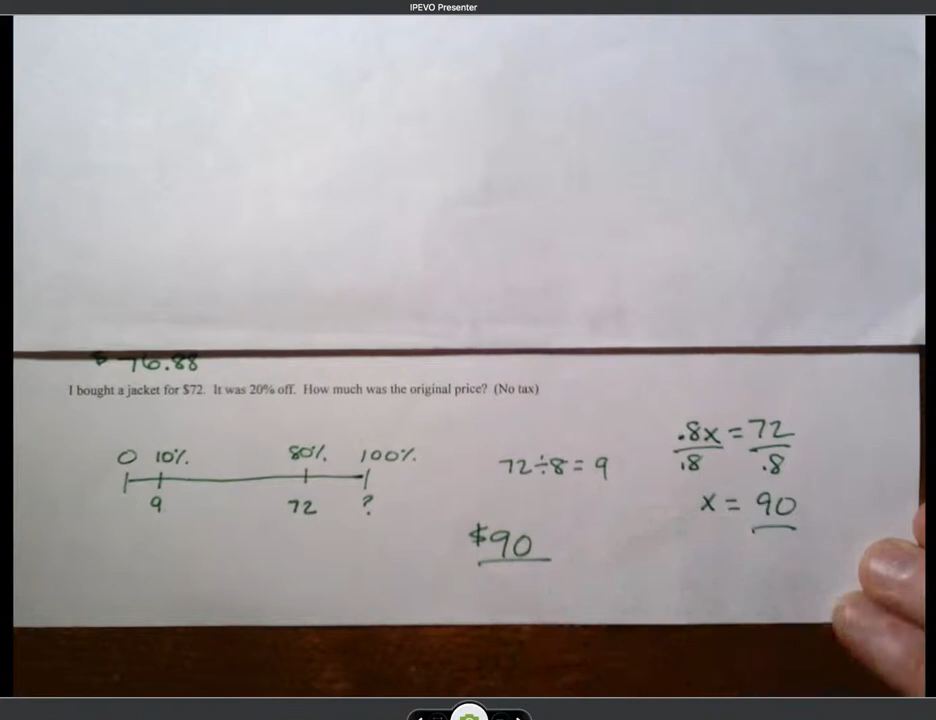 IPEVO Presenter
$ 76.88
I bought a jacket for $72. It was 20% off. How much was the original price? (No tax)
0 10% 80% 100%
9 72 ?
72÷8=9
$90
.8x = 72
.8 .8
x = 90